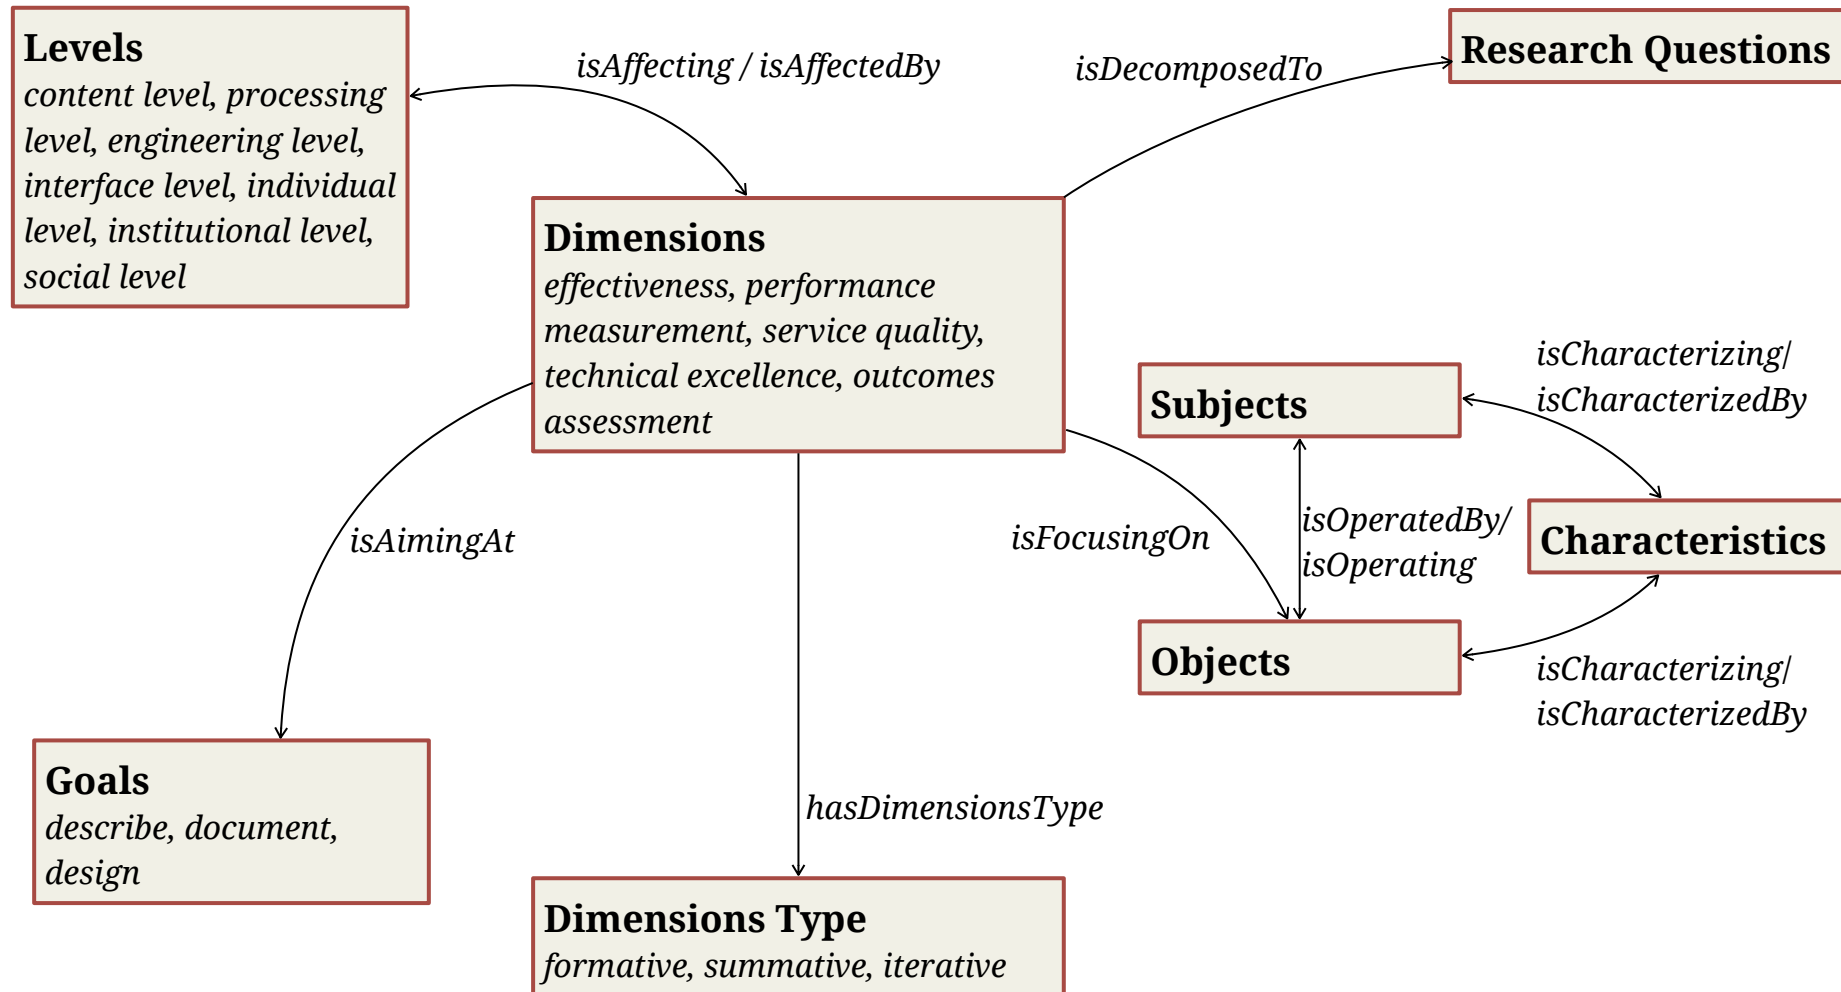 Levels
content level, processing
level, engineering level,
interface level, individual
level, institutional level,
social level
isAffecting / isAffectedBy
isDecomposedTo
Research Questions
Dimensions
effectiveness, performance
measurement, service quality,
technical excellence, outcomes
assessment
Subjects
isCharacterizing/
isCharacterizedBy
isAimingAt
isFocusingOn
isOperatedBy/
isOperating
Characteristics
Objects
isCharacterizing/
isCharacterizedBy
Goals
describe, document,
design
hasDimensionsType
Dimensions Type
formative, summative, iterative